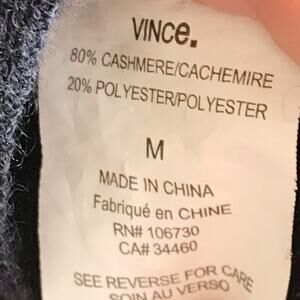 VINCe.
80% CASHMERE/CACHEMIRE
20% POLYESTER/POLYESTER
M
MADE IN CHINA
Fabriqué en CHINE
RN# 106730
CA# 34460
SEE REVERSE FOR CARE
SOIN AU VERSO